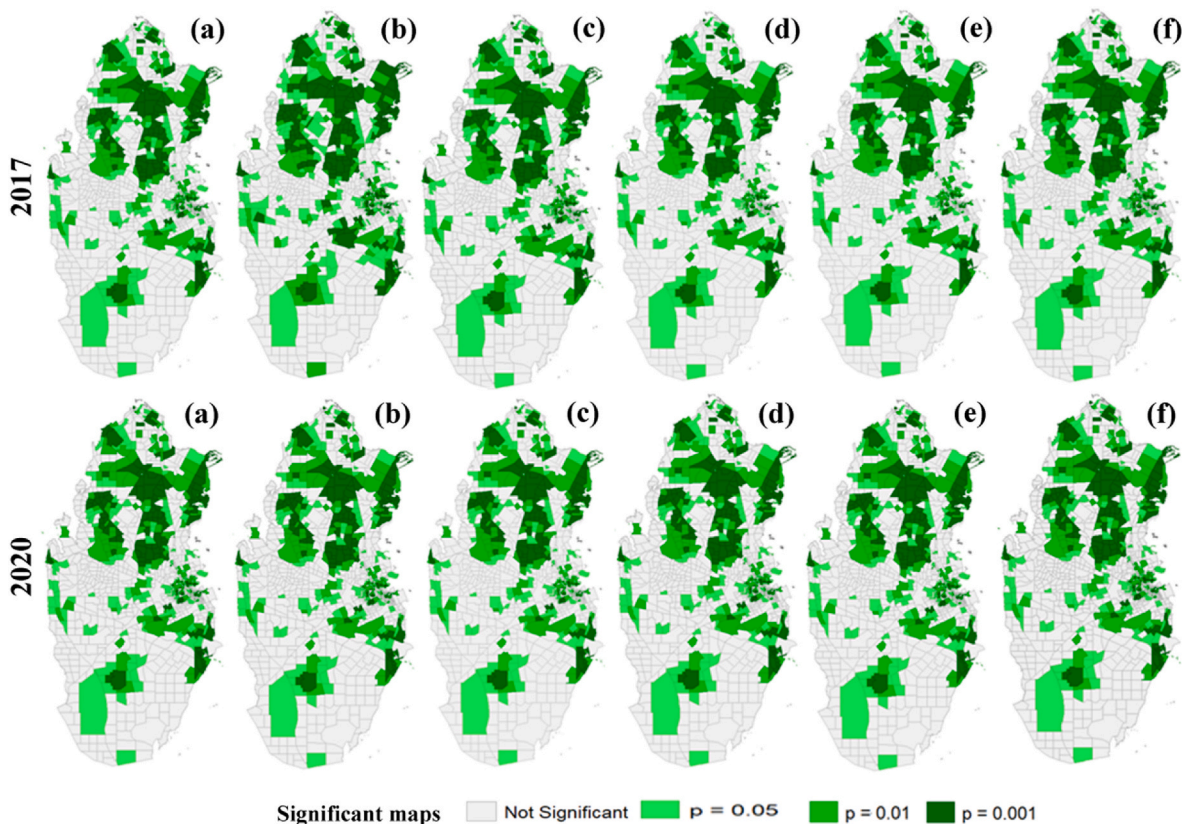 (a) (b) (c) (d) (e) (f)
2017
(a) (b) (c) (d) (e) (f)
2020
Significant maps Not Significant p = 0.05 p = 0.01 p = 0.001